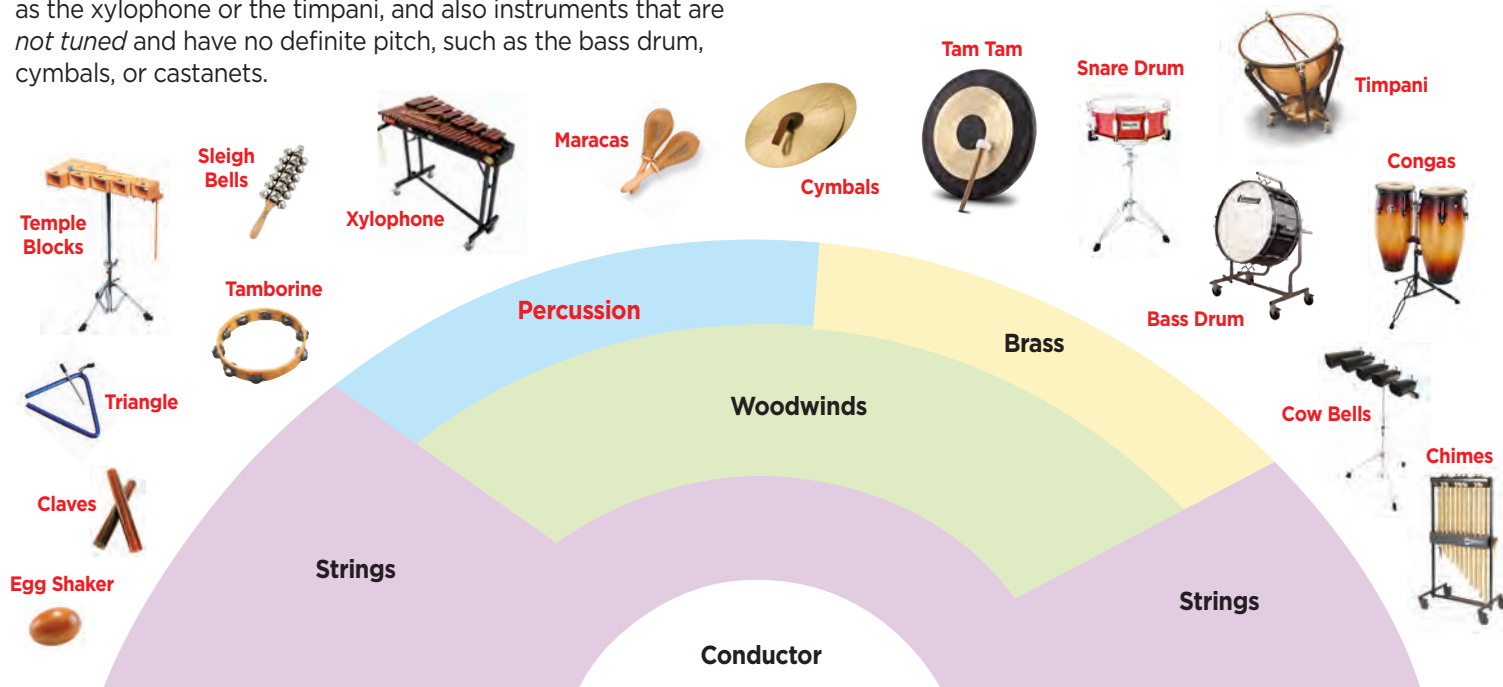 as the xylophone or the timpani, and also instruments that are
not tuned and have no definite pitch, such as the bass drum,
cymbals, or castanets.
Tam Tam
Snare Drum
Timpani
Maracas
Sleigh
Bells
Cymbals
Congas
Xylophone
Temple
Blocks
Tamborine
Percussion
Bass Drum
Brass
Triangle
Woodwinds
Cow Bells
Chimes
Claves
Strings
Egg Shaker
Strings
Conductor